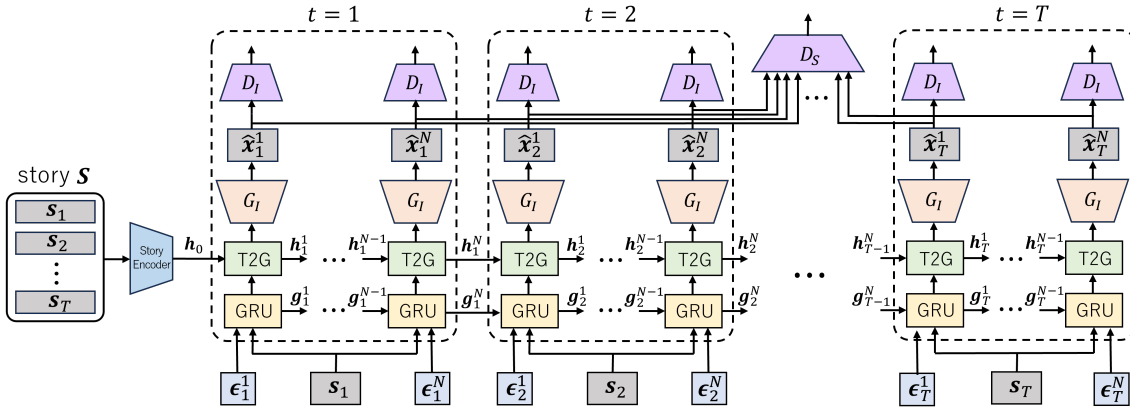 t = 1
t = 2
t = T
D_S
D_I D_I D_I D_I D_I D_I
...
x̂_1^1 x̂_1^N x̂_2^1 x̂_2^N x̂_T^1 x̂_T^N
story S
G_I G_I G_I G_I G_I G_I
s_1
s_2
⋮
s_T
Story
Encoder
h_0 h_1^1 h_1^{N-1} h_1^N h_2^1 h_2^{N-1} h_2^N h_{T-1}^N h_T^1 h_T^{N-1}
T2G ... T2G T2G ... T2G ... T2G ... T2G
g_1^1 g_1^{N-1} g_1^N g_2^1 g_2^{N-1} g_2^N g_{T-1}^N g_T^1 g_T^{N-1}
GRU ... GRU GRU ... GRU GRU ... GRU
ϵ_1^1 s_1 ϵ_1^N ϵ_2^1 s_2 ϵ_2^N ϵ_T^1 s_T ϵ_T^N